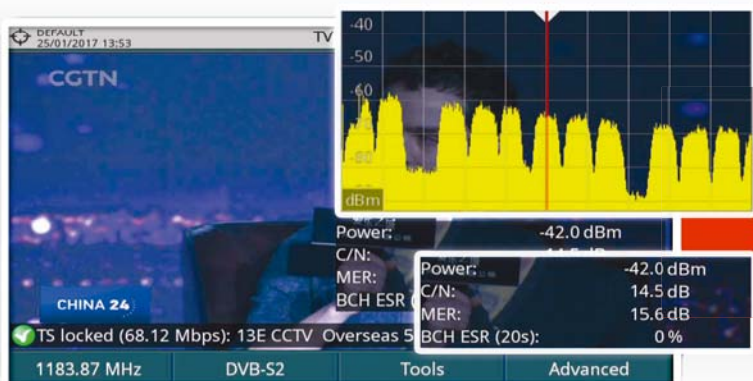 DEFAULT
25/01/2017 13:53
TV
CGTN
-40
-50
-60
-80
dBm
Power: -42.0 dBm
C/N:
MER:
BCH ESR (
Power: -42.0 dBm
C/N: 14.5 dB
MER: 15.6 dB
BCH ESR (20s): 0 %
CHINA 24
TS locked (68.12 Mbps): 13E CCTV Overseas 5
1183.87 MHz DVB-S2 Tools Advanced